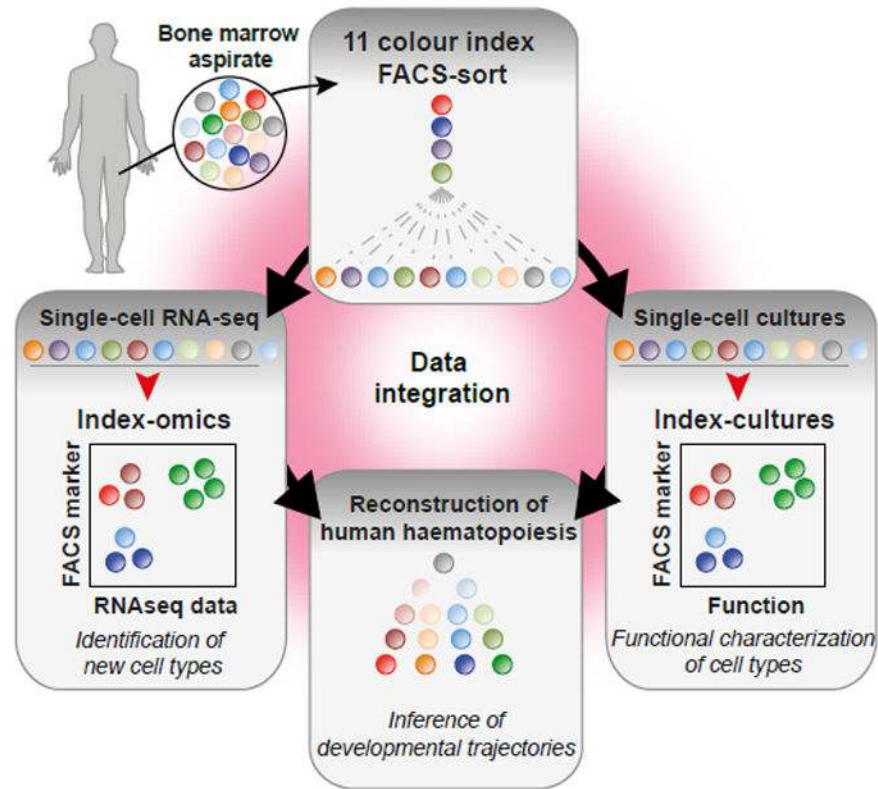 Bone marrow
aspirate
11 colour index
FACS-sort
Single-cell RNA-seq
Index-omics
FACS marker
RNAseq data
Identification of
new cell types
Data
integration
Single-cell cultures
Index-cultures
FACS marker
Function
Functional characterization
of cell types
Reconstruction of
human haematopoiesis
Inference of
developmental trajectories